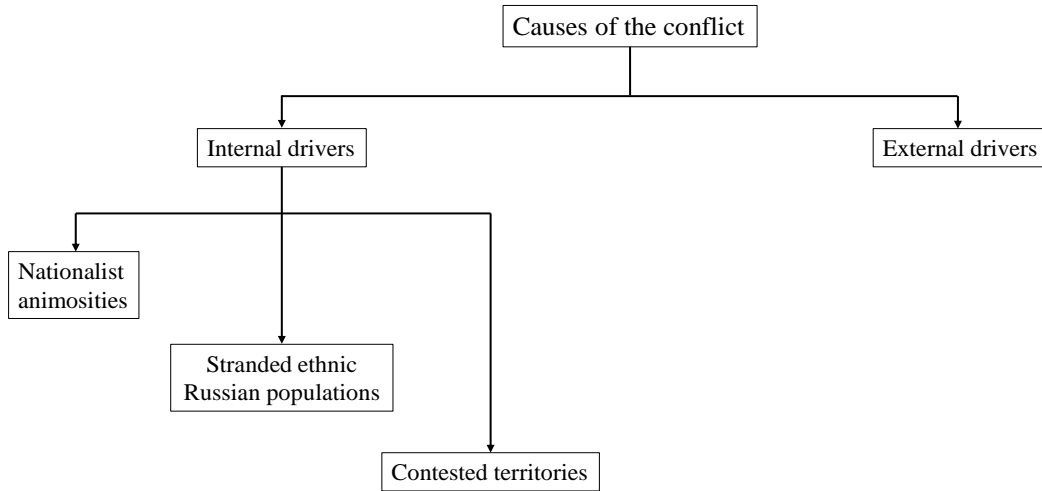 Causes of the conflict
Internal drivers
External drivers
Nationalist
animosities
Stranded ethnic
Russian populations
Contested territories